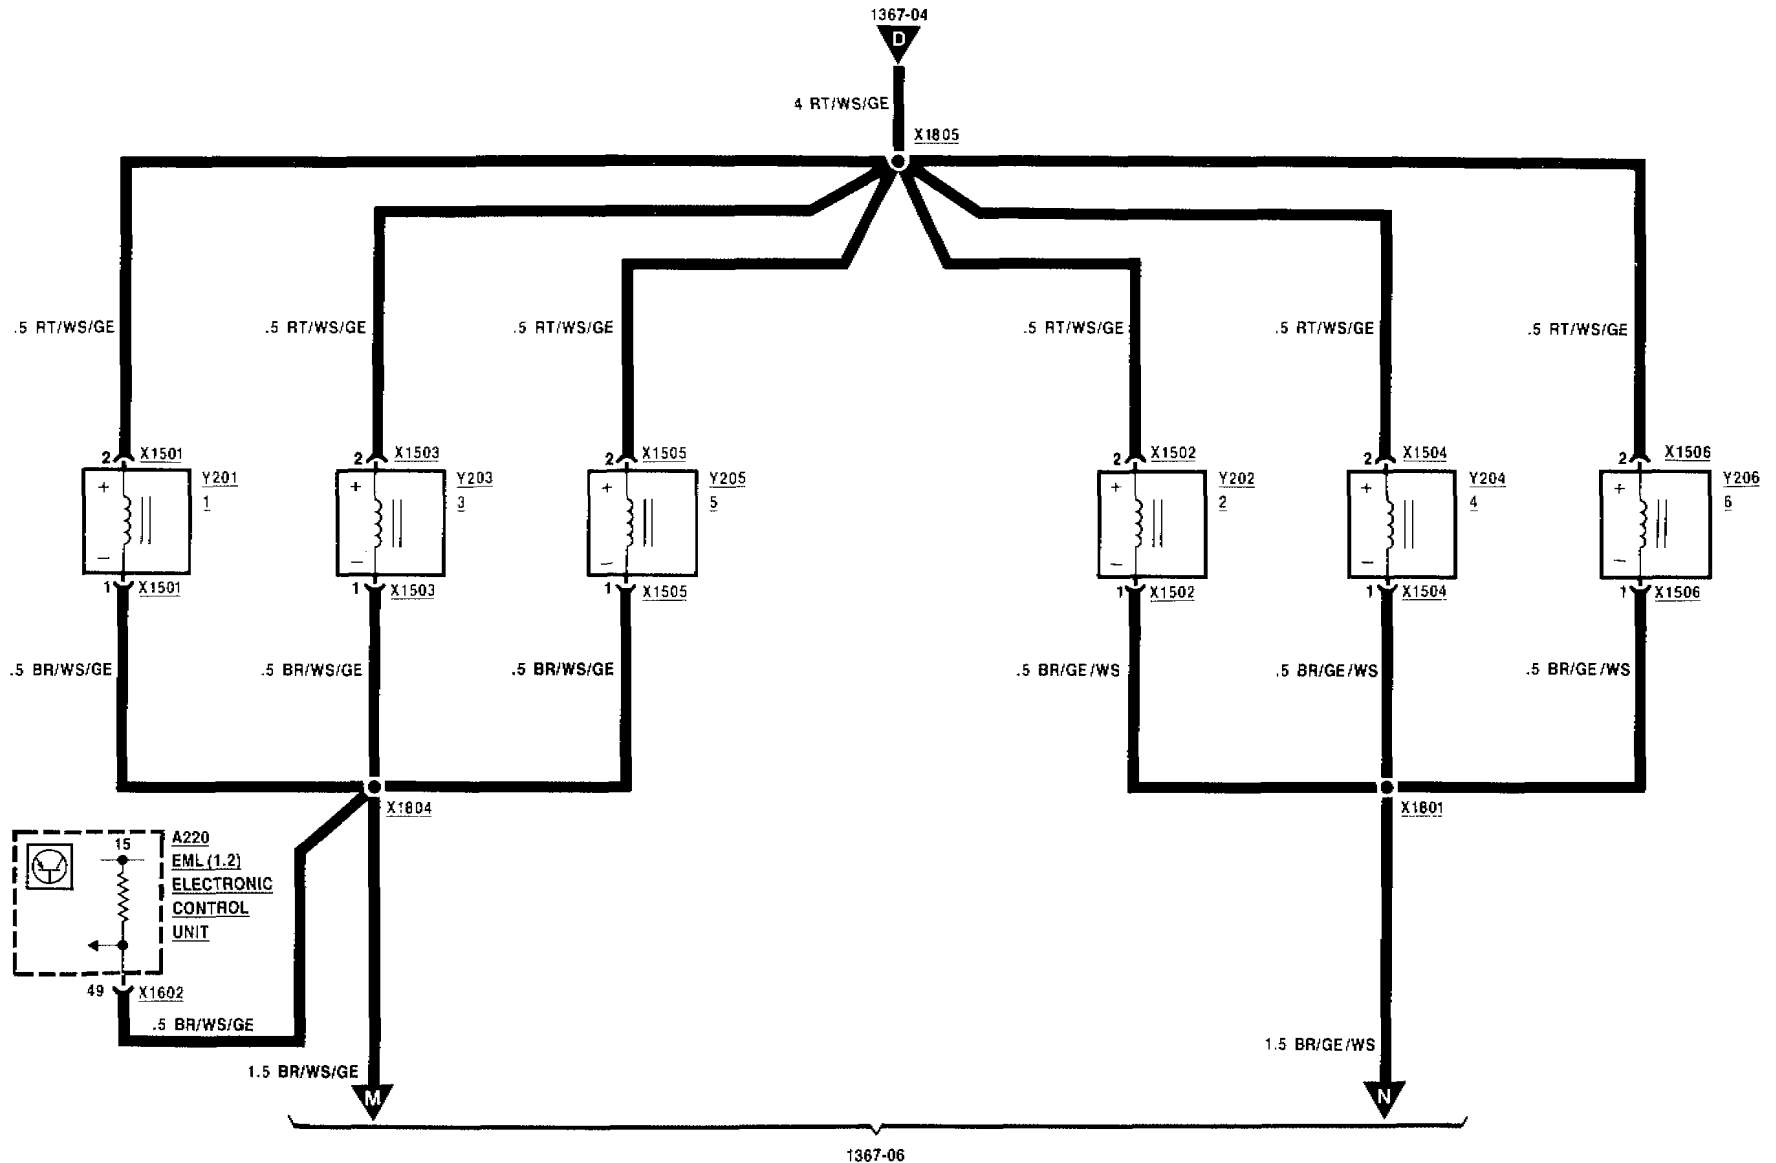 1367-04
D
4 RT/WS/GE
X1805
.5 RT/WS/GE
.5 RT/WS/GE
.5 RT/WS/GE
.5 RT/WS/GE
.5 RT/WS/GE
.5 RT/WS/GE
2 X1501
2 X1503
2 X1505
2 X1502
2 X1504
2 X1506
+
Y201
1
+
Y203
3
+
Y205
5
+
Y202
2
+
Y204
4
+
Y206
6
–
–
–
–
–
–
1 X1501
1 X1503
1 X1505
1 X1502
1 X1504
1 X1506
.5 BR/WS/GE
.5 BR/WS/GE
.5 BR/WS/GE
.5 BR/GE/WS
.5 BR/GE/WS
.5 BR/GE/WS
X1804
X1801
15
A220
EML(1.2)
ELECTRONIC
CONTROL
UNIT
49 X1602
.5 BR/WS/GE
1.5 BR/WS/GE
1.5 BR/GE/WS
M
N
1367-06